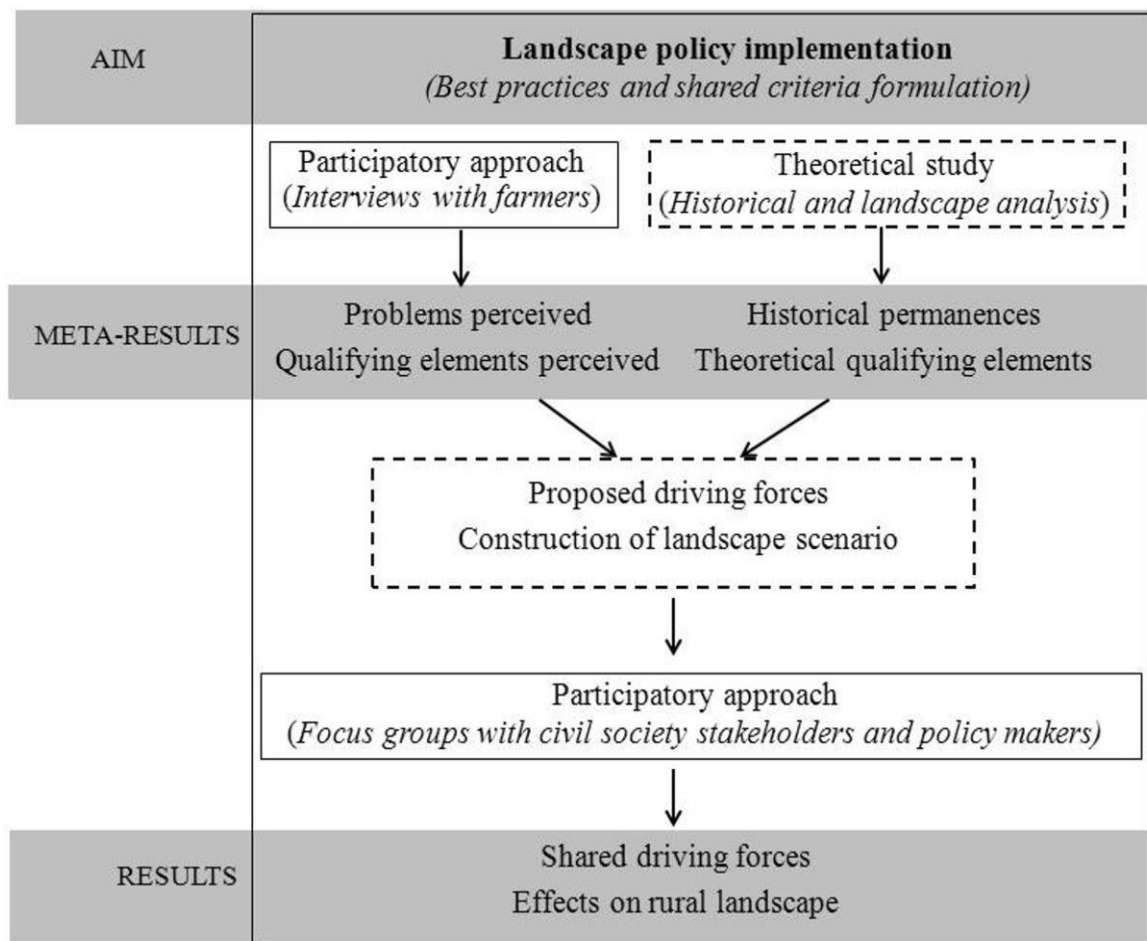 AIM
Landscape policy implementation
(Best practices and shared criteria formulation)
Participatory approach
(Interviews with farmers)
Theoretical study
(Historical and landscape analysis)
META-RESULTS
Problems perceived
Qualifying elements perceived
Historical permanences
Theoretical qualifying elements
Proposed driving forces
Construction of landscape scenario
Participatory approach
(Focus groups with civil society stakeholders and policy makers)
RESULTS
Shared driving forces
Effects on rural landscape